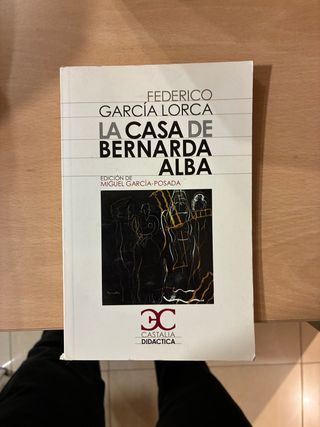 FEDERICO
GARCÍA LORCA
LA CASA DE
BERNARDA
ALBA
EDICIÓN DE
MIGUEL GARCÍA-POSADA
CASTALIA
DIDÁCTICA